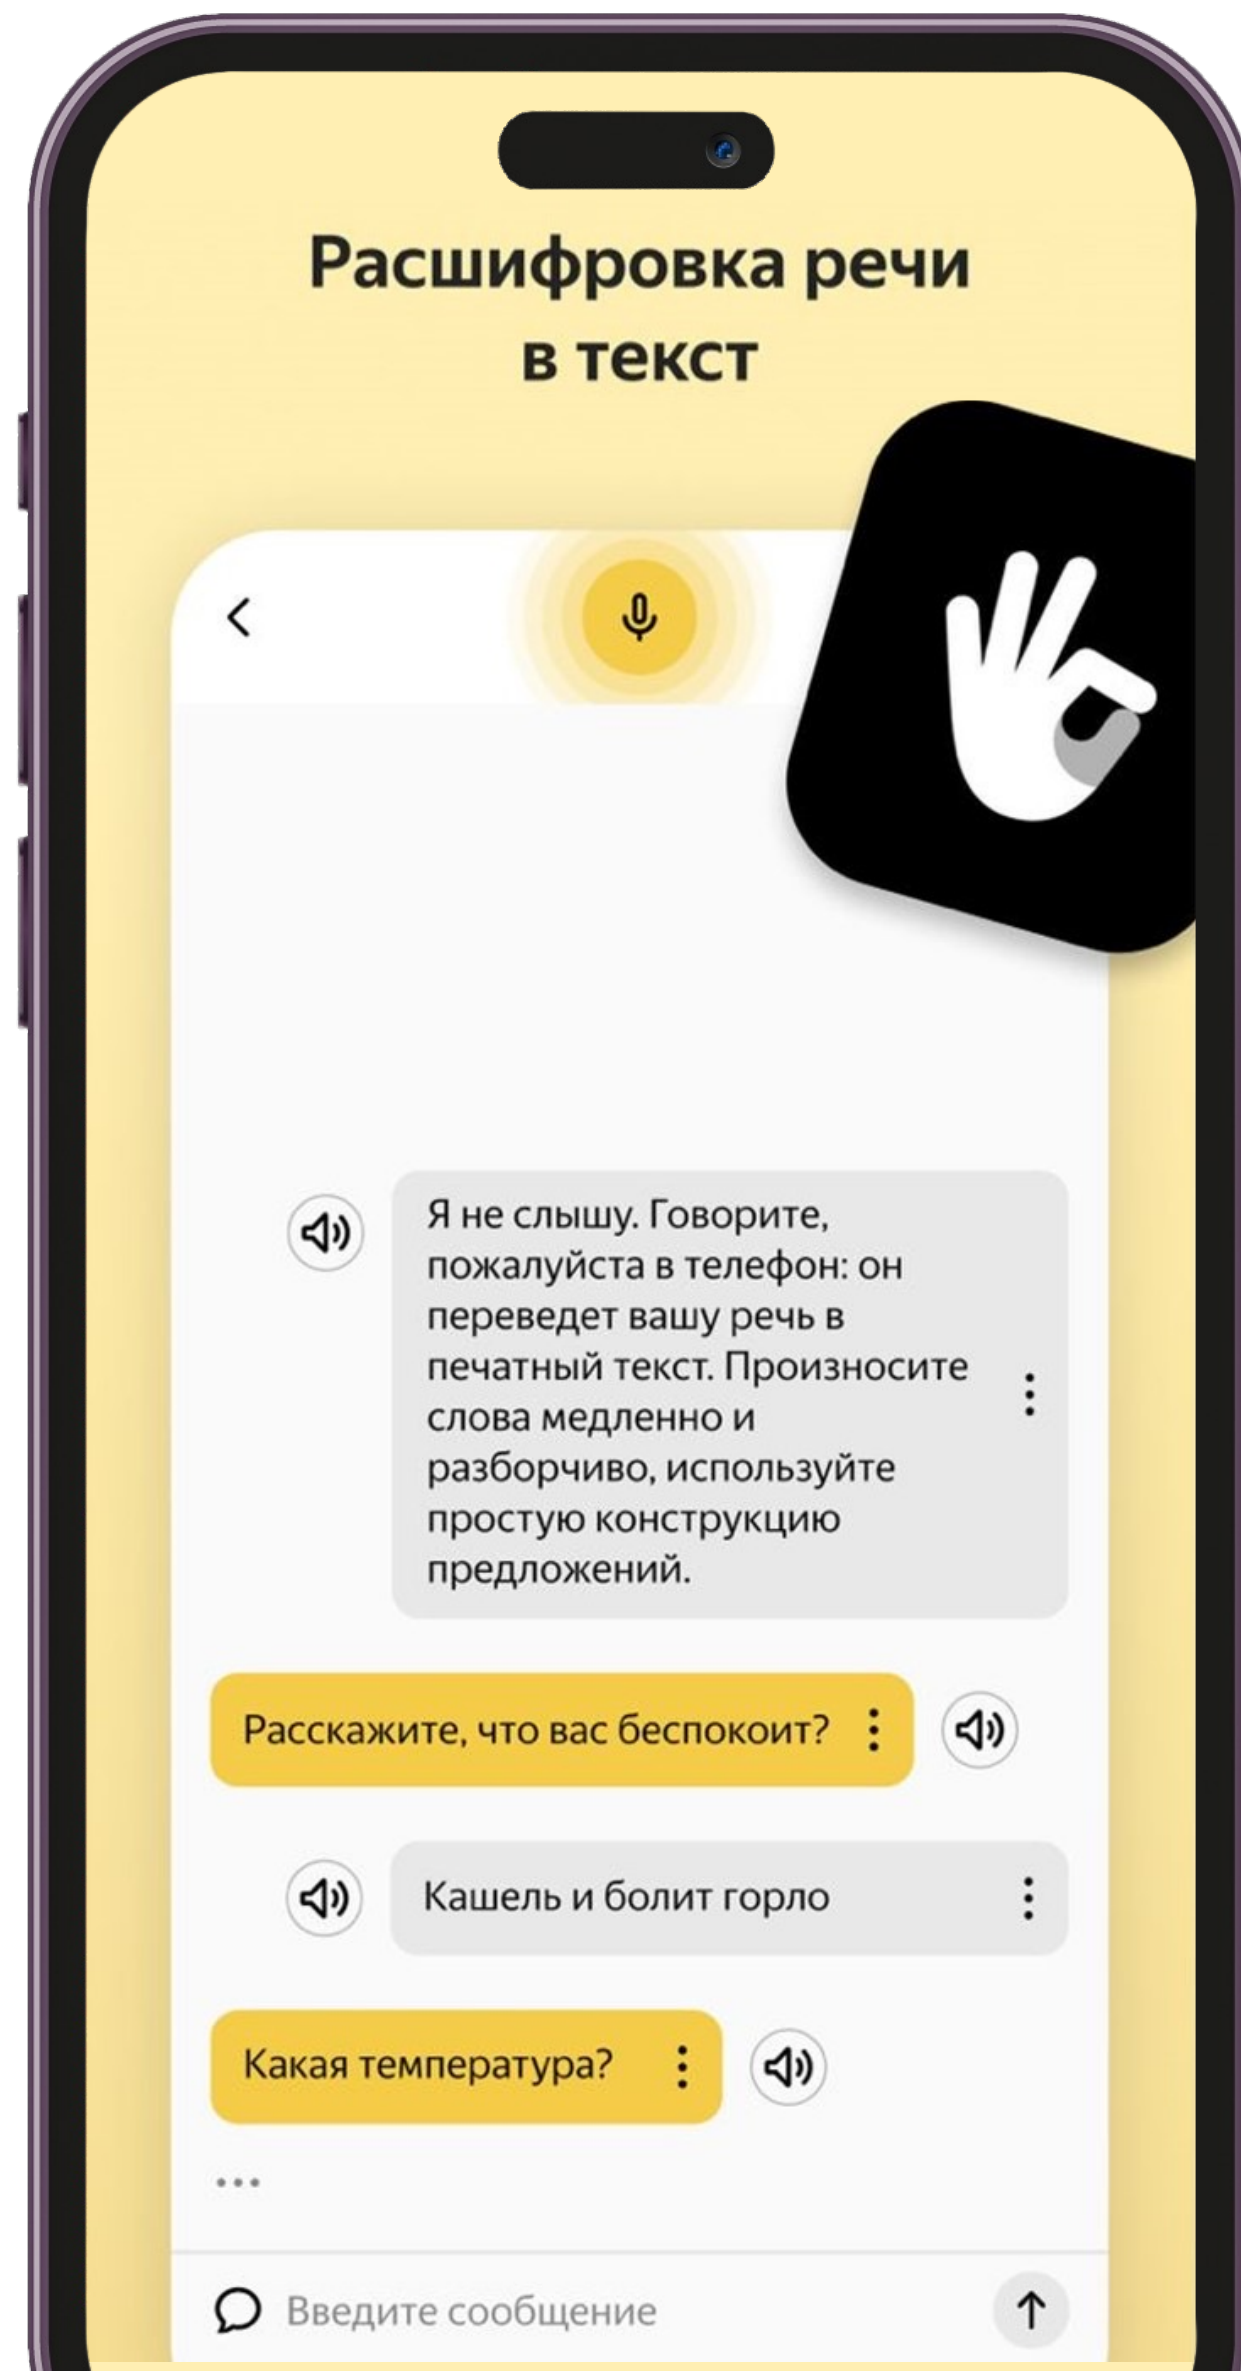 Расшифровка речи
в текст
Я не слышу. Говорите,
пожалуйста в телефон: он
переведет вашу речь в
печатный текст. Произносите
слова медленно и
разборчиво, используйте
простую конструкцию
предложений.
Расскажите, что вас беспокоит?
Кашель и болит горло
Какая температура?
...
Введите сообщение